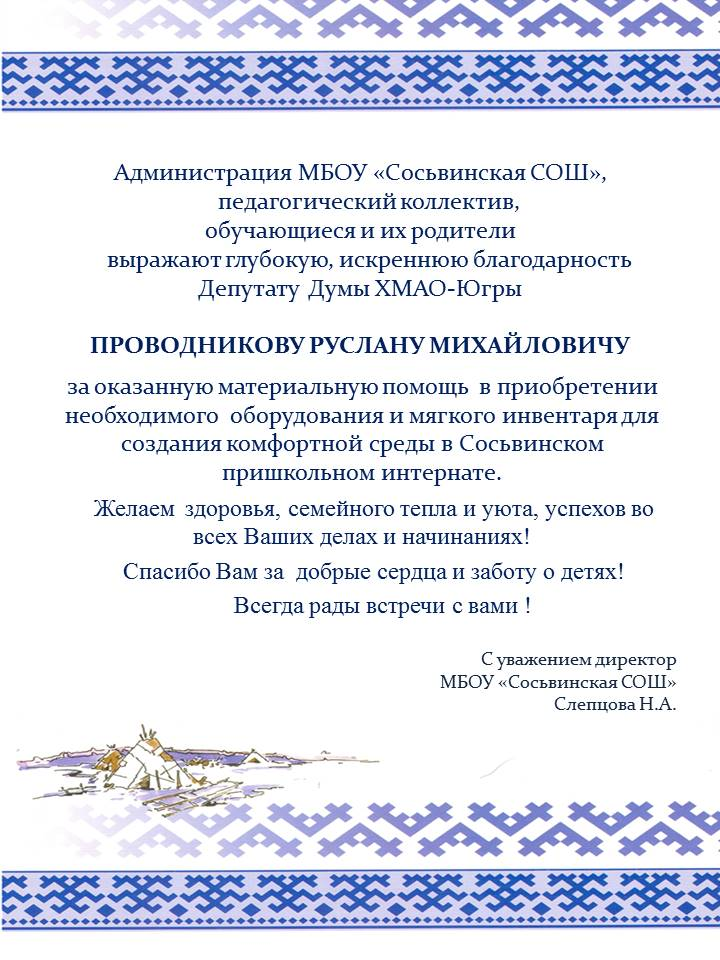 Администрация МБОУ «Сосьвинская СОШ»,
педагогический коллектив,
обучающиеся и их родители
выражают глубокую, искреннюю благодарность
Депутату Думы ХМАО-Югры
ПРОВОДНИКОВУ РУСЛАНУ МИХАЙЛОВИЧУ
за оказанную материальную помощь в приобретении
необходимого оборудования и мягкого инвентаря для
создания комфортной среды в Сосьвинском
пришкольном интернате.
Желаем здоровья, семейного тепла и уюта, успехов во
всех Ваших делах и начинаниях!
Спасибо Вам за добрые сердца и заботу о детях!
Всегда рады встречи с вами !
С уважением директор
МБОУ «Сосьвинская СОШ»
Слепцова Н.А.